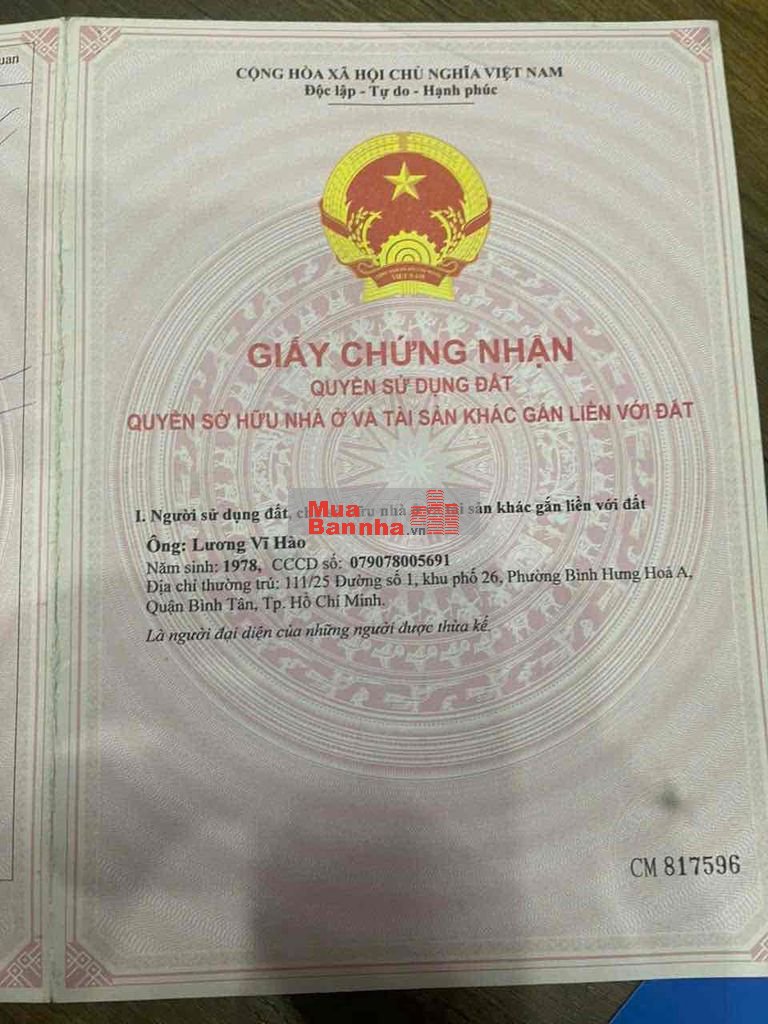 uan
CỘNG HÒA XÃ HỘI CHỦ NGHĨA VIỆT NAM
Độc lập - Tự do - Hạnh phúc
VIỆT NAM
GIẤY CHỨNG NHẬN
QUYỀN SỬ DỤNG ĐẤT
QUYỀN SỞ HỮU NHÀ Ở VÀ TÀI SẢN KHÁC GẮN LIỀN VỚI ĐẤT
I. Người sử dụng đất, nhà sản khác gắn liền với đất
Mua
Bannha.vn
Ông: Lương Vĩ Hào
Năm sinh: 1978, CCCD số: 079078005691
Địa chỉ thường trú: 111/25 Đường số 1, khu phố 26, Phường Bình Hưng Hoà A,
Quận Bình Tân, Tp. Hồ Chí Minh.
Là người đại diện của những người được thừa kế.
CM 817596